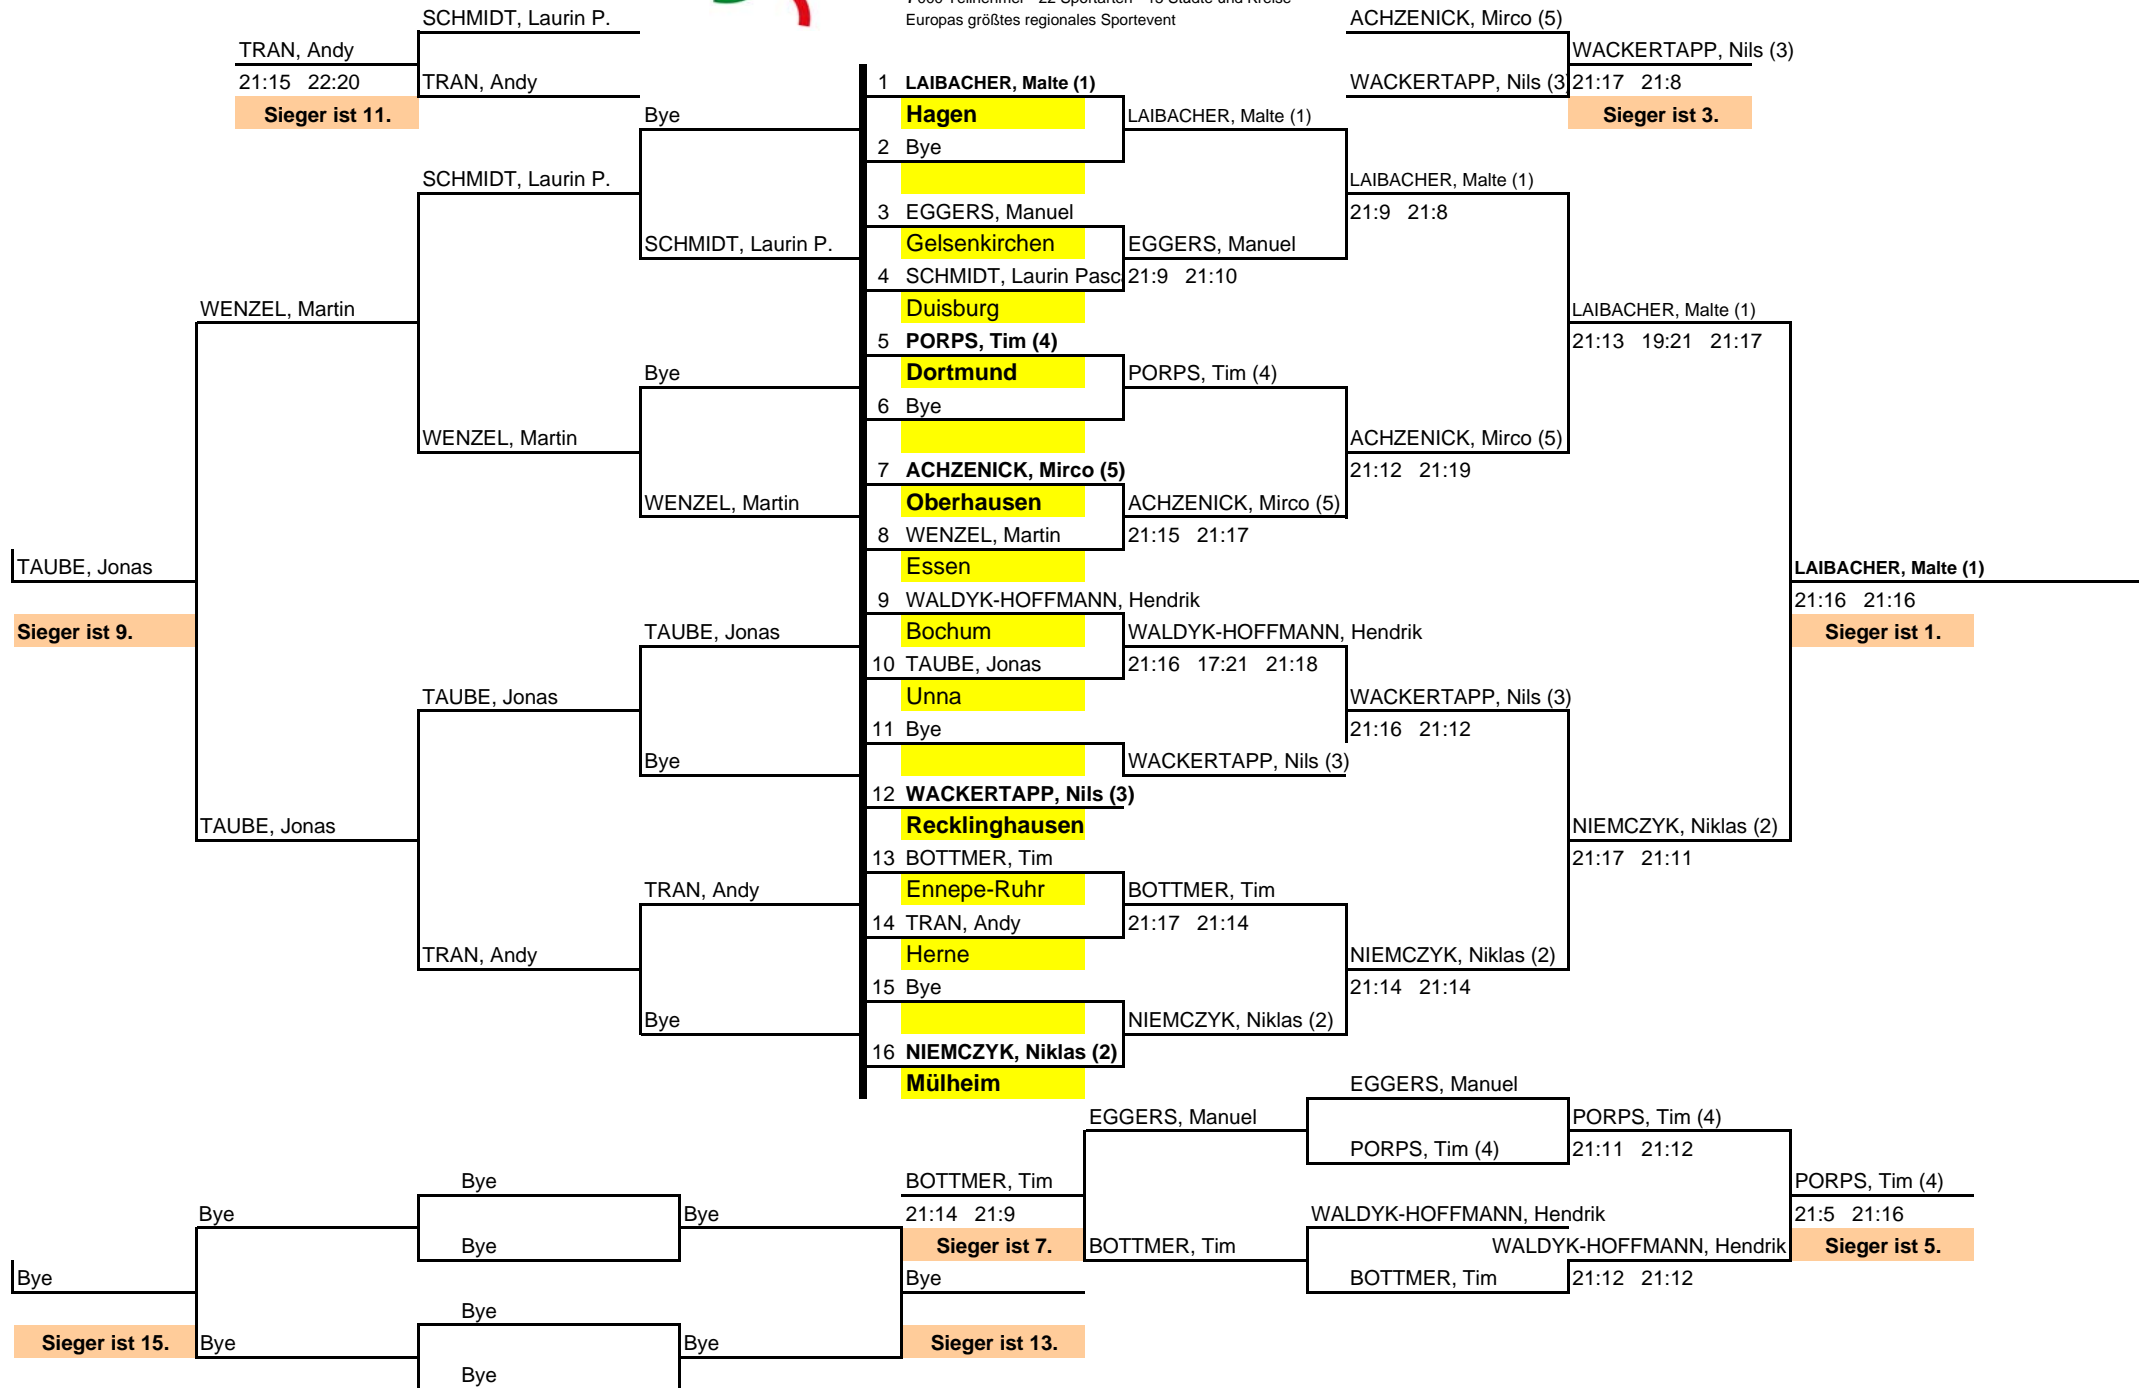 7000 Teilnehmer - 22 Sportarten - 15 Städte und Kreise
Europas größtes regionales Sportevent
SCHMIDT, Laurin P.
TRAN, Andy
21:15 22:20
TRAN, Andy
Sieger ist 11.
ACHZENICK, Mirco (5)
WACKERTAPP, Nils (3)
WACKERTAPP, Nils (3
21:17 21:8
Sieger ist 3.
Bye
SCHMIDT, Laurin P.
SCHMIDT, Laurin P.
WENZEL, Martin
Bye
WENZEL, Martin
WENZEL, Martin
TAUBE, Jonas
Sieger ist 9.
TAUBE, Jonas
TAUBE, Jonas
Bye
TAUBE, Jonas
TRAN, Andy
TRAN, Andy
Bye
1 LAIBACHER, Malte (1)
Hagen
2 Bye
3 EGGERS, Manuel
Gelsenkirchen
4 SCHMIDT, Laurin Pasc
Duisburg
5 PORPS, Tim (4)
Dortmund
6 Bye
7 ACHZENICK, Mirco (5)
Oberhausen
8 WENZEL, Martin
Essen
9 WALDYK-HOFFMANN, Hendrik
Bochum
10 TAUBE, Jonas
Unna
11 Bye
12 WACKERTAPP, Nils (3)
Recklinghausen
13 BOTTMER, Tim
Ennepe-Ruhr
14 TRAN, Andy
Herne
15 Bye
16 NIEMCZYK, Niklas (2)
Mülheim
LAIBACHER, Malte (1)
EGGERS, Manuel
21:9 21:10
PORPS, Tim (4)
ACHZENICK, Mirco (5)
21:15 21:17
WALDYK-HOFFMANN, Hendrik
21:16 17:21 21:18
WACKERTAPP, Nils (3)
BOTTMER, Tim
21:17 21:14
NIEMCZYK, Niklas (2)
LAIBACHER, Malte (1)
21:9 21:8
ACHZENICK, Mirco (5)
21:12 21:19
WACKERTAPP, Nils (3)
21:16 21:12
NIEMCZYK, Niklas (2)
21:14 21:14
LAIBACHER, Malte (1)
21:13 19:21 21:17
NIEMCZYK, Niklas (2)
21:17 21:11
LAIBACHER, Malte (1)
21:16 21:16
Sieger ist 1.
EGGERS, Manuel
EGGERS, Manuel
PORPS, Tim (4)
PORPS, Tim (4)
21:11 21:12
BOTTMER, Tim
21:14 21:9
Sieger ist 7.
BOTTMER, Tim
WALDYK-HOFFMANN, Hendrik
WALDYK-HOFFMANN, Hendrik
BOTTMER, Tim
21:12 21:12
PORPS, Tim (4)
21:5 21:16
Sieger ist 5.
Bye
Bye
Bye
Bye
Bye
Bye
Bye
Sieger ist 15.
Bye
Bye
Sieger ist 13.
Bye